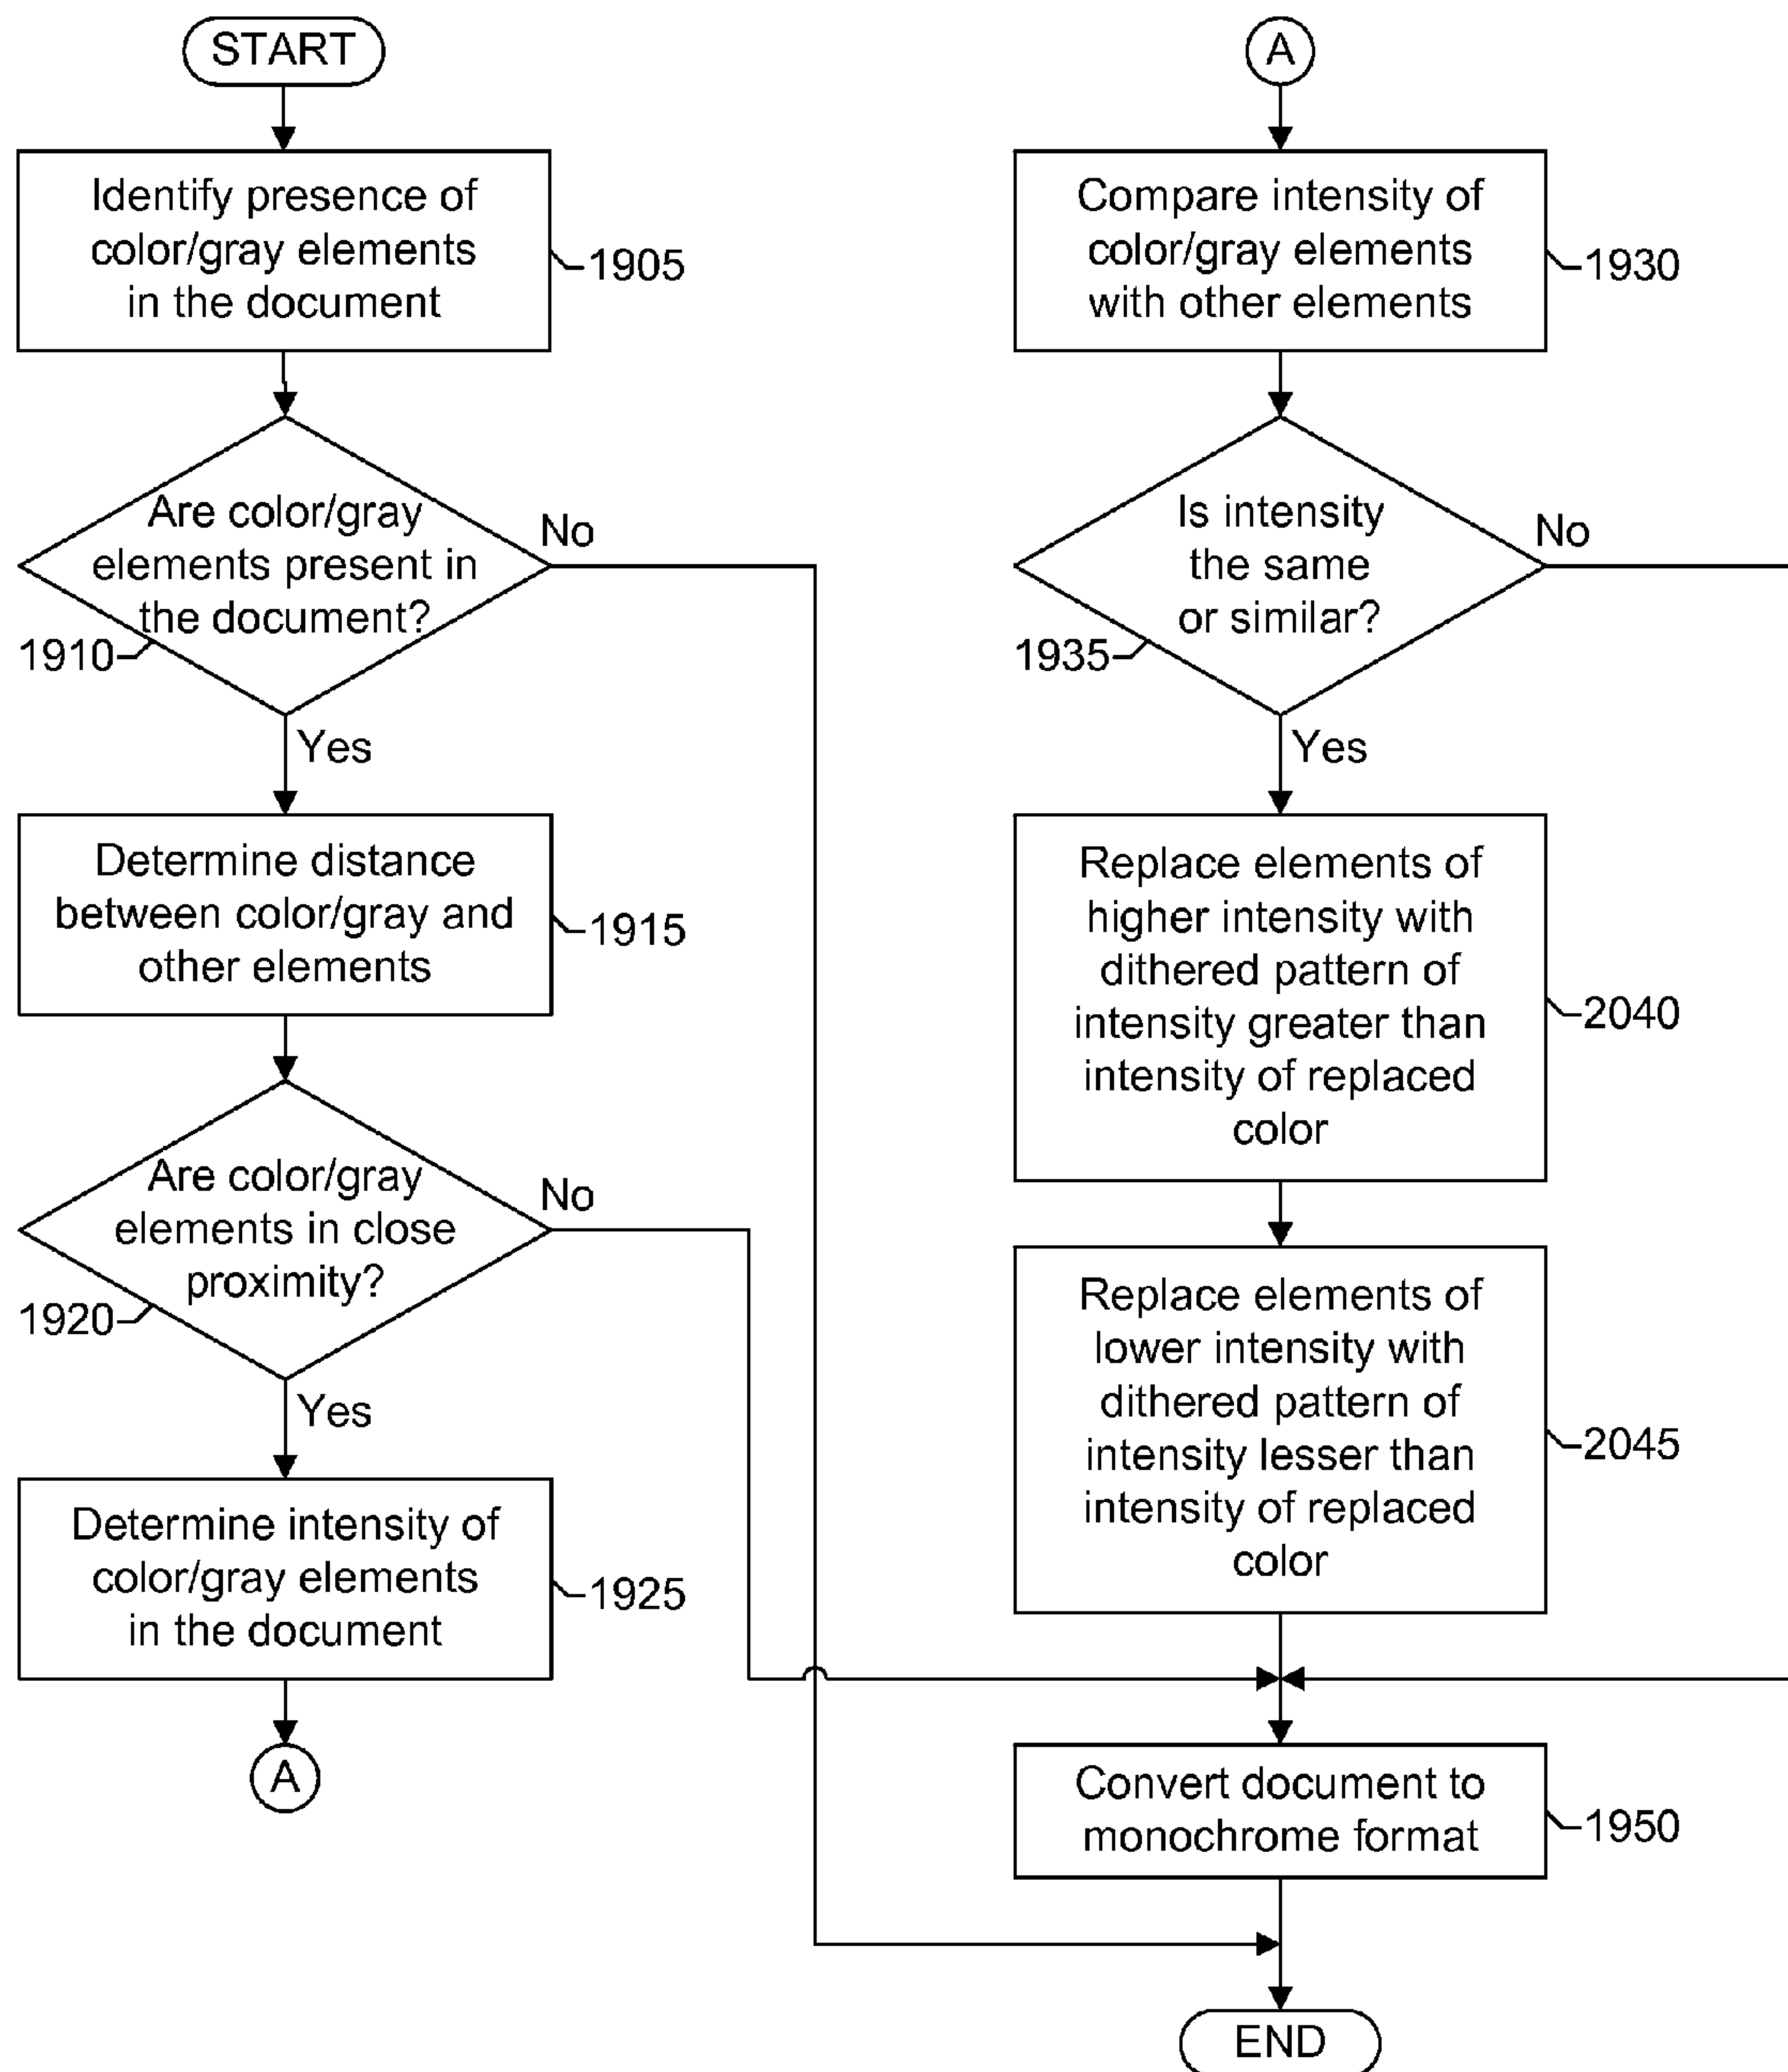 START
Identify presence of
color/gray elements
in the document
1905
Are color/gray
elements present in
the document?
No
1910
Yes
Determine distance
between color/gray and
other elements
1915
Are color/gray
elements in close
proximity?
No
1920
Yes
Determine intensity of
color/gray elements
in the document
1925
A
A
Compare intensity of
color/gray elements
with other elements
1930
Is intensity
the same
or similar?
No
1935
Yes
Replace elements of
higher intensity with
dithered pattern of
intensity greater than
intensity of replaced
color
2040
Replace elements of
lower intensity with
dithered pattern of
intensity lesser than
intensity of replaced
color
2045
Convert document to
monochrome format
1950
END